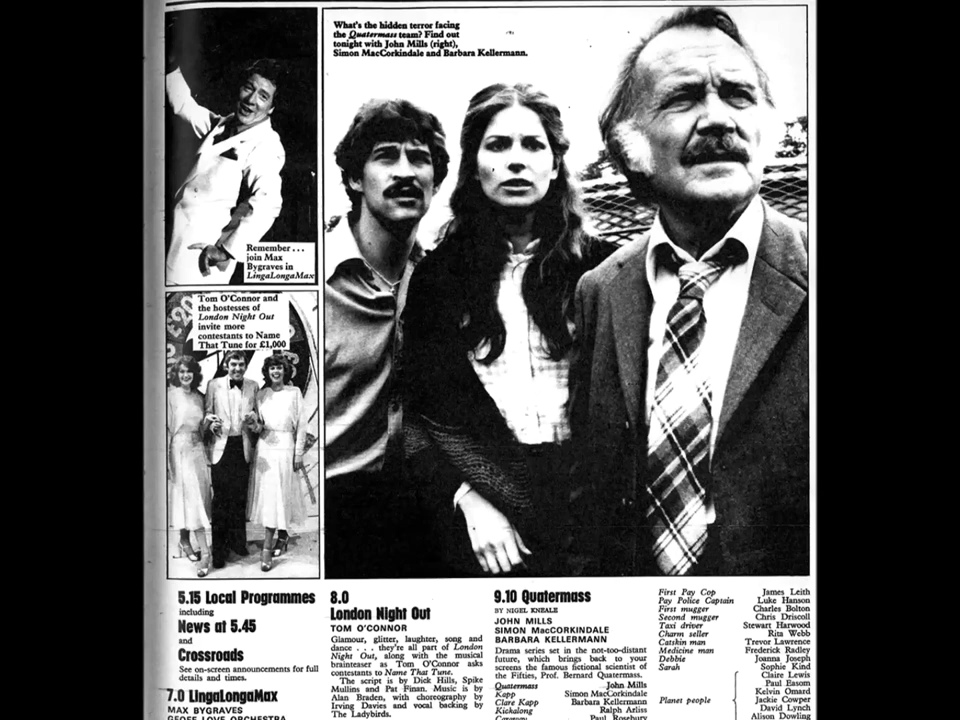 What's the hidden terror facing
the Quatermass team? Find out
tonight with John Mills (right),
Simon MacCorkindale and Barbara Kellermann.
Remember . . .
join Max
Bygraves in
LingaLongaMax
Tom O'Connor and
the hostesses of
London Night Out
invite more
contestants to Name
That Tune for £1,000
5.15 Local Programmes
including
News at 5.45
and
Crossroads
See on-screen announcements for full
details and times.
7.0 LingaLongaMax
MAX BYGRAVES
GEOFF LOVE ORCHESTRA
8.0
London Night Out
TOM O'CONNOR
Glamour, glitter, laughter, song and
dance . . . they're all part of London
Night Out, along with the musical
brainteaser as Tom O'Connor asks
contestants to Name That Tune.
The script is by Dick Hills, Spike
Mullins and Pat Finan. Music is by
Alan Braden, with choreography by
Irving Davies and vocal backing by
The Ladybirds.
9.10 Quatermass
BY NIGEL KNEALE
JOHN MILLS
SIMON MacCORKINDALE
BARBARA KELLERMANN
Drama series set in the not-too-distant
future, which brings back to your
screens the famous fictional scientist of
the Fifties, Prof. Bernard Quatermass.
Quatermass John Mills
Kapp Simon MacCorkindale
Clare Kapp Barbara Kellermann
Kickalong Ralph Arliss
Caraway Paul Rosebury
First Pay Cop James Leith
Pay Police Captain Luke Hanson
First mugger Charles Bolton
Second mugger Chris Driscoll
Taxi driver Stewart Harwood
Charm seller Rita Webb
Catskin man Trevor Lawrence
Medicine man Frederick Radley
Debbie Joanna Joseph
Sarah Sophie Kind
Claire Lewis
Paul Easom
Kelvin Omard
Planet people Jackie Cowper
David Lynch
Alison Dowling